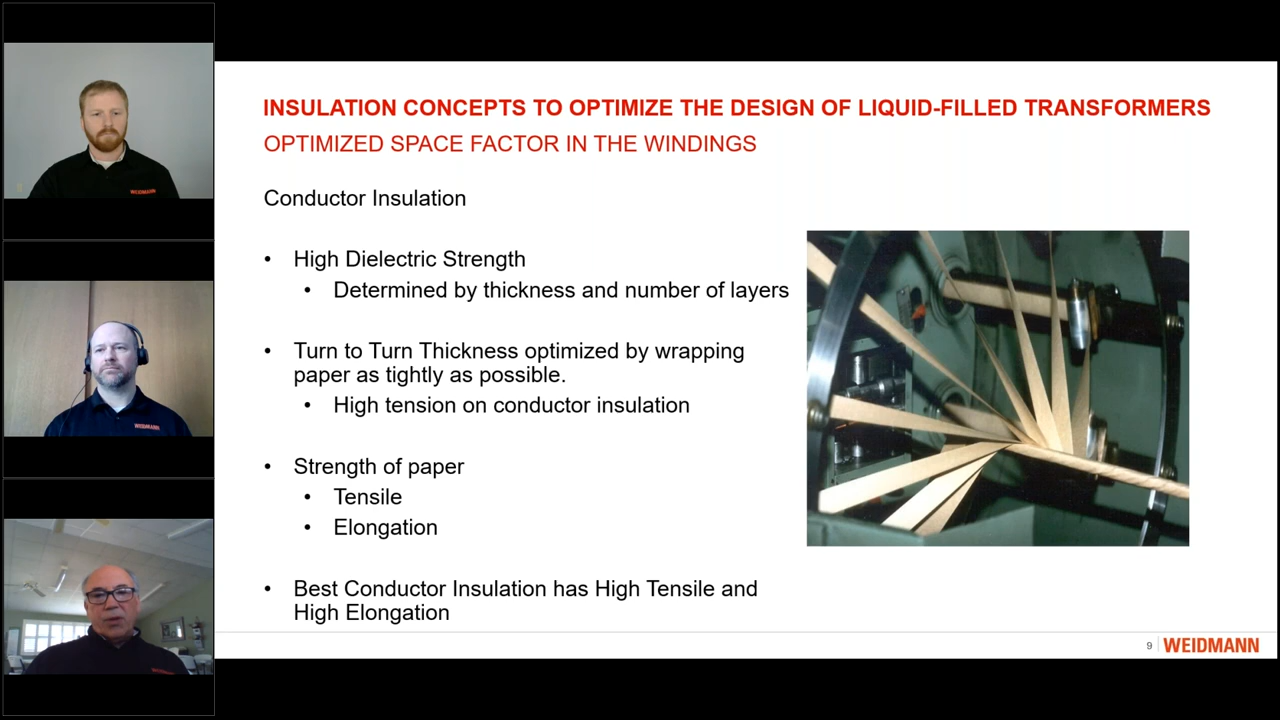 WEIDMANN
WEIDMANN
INSULATION CONCEPTS TO OPTIMIZE THE DESIGN OF LIQUID-FILLED TRANSFORMERS
OPTIMIZED SPACE FACTOR IN THE WINDINGS
Conductor Insulation
• High Dielectric Strength
• Determined by thickness and number of layers
• Turn to Turn Thickness optimized by wrapping
paper as tightly as possible.
• High tension on conductor insulation
• Strength of paper
• Tensile
• Elongation
• Best Conductor Insulation has High Tensile and
High Elongation
9 WEIDMANN